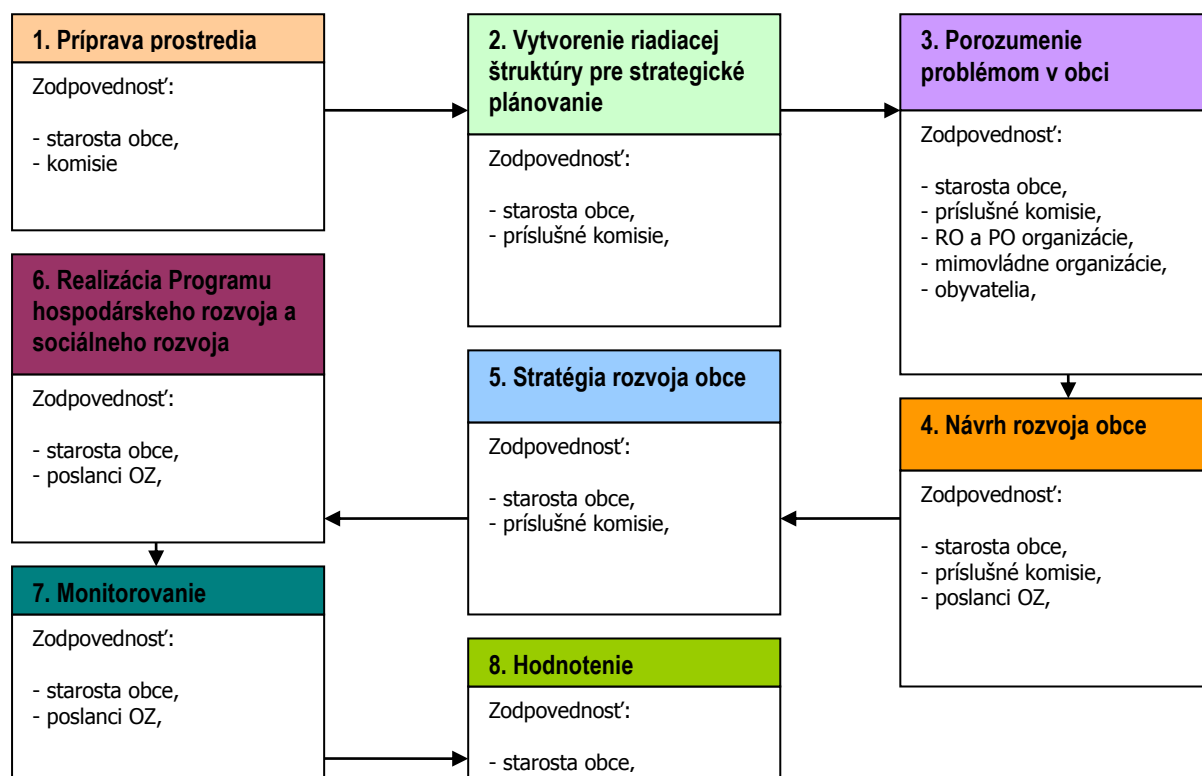 1. Príprava prostredia
Zodpovednosť:
- starosta obce,
- komisie
2. Vytvorenie riadiacej
štruktúry pre strategické
plánovanie
Zodpovednosť:
- starosta obce,
- príslušné komisie,
3. Porozumenie
problémom v obci
Zodpovednosť:
- starosta obce,
- príslušné komisie,
- RO a PO organizácie,
- mimovládne organizácie,
- obyvatelia,
4. Návrh rozvoja obce
Zodpovednosť:
- starosta obce,
- príslušné komisie,
- poslanci OZ,
5. Stratégia rozvoja obce
Zodpovednosť:
- starosta obce,
- príslušné komisie,
6. Realizácia Programu
hospodárskeho rozvoja a
sociálneho rozvoja
Zodpovednosť:
- starosta obce,
- poslanci OZ,
7. Monitorovanie
Zodpovednosť:
- starosta obce,
- poslanci OZ,
8. Hodnotenie
Zodpovednosť:
- starosta obce,